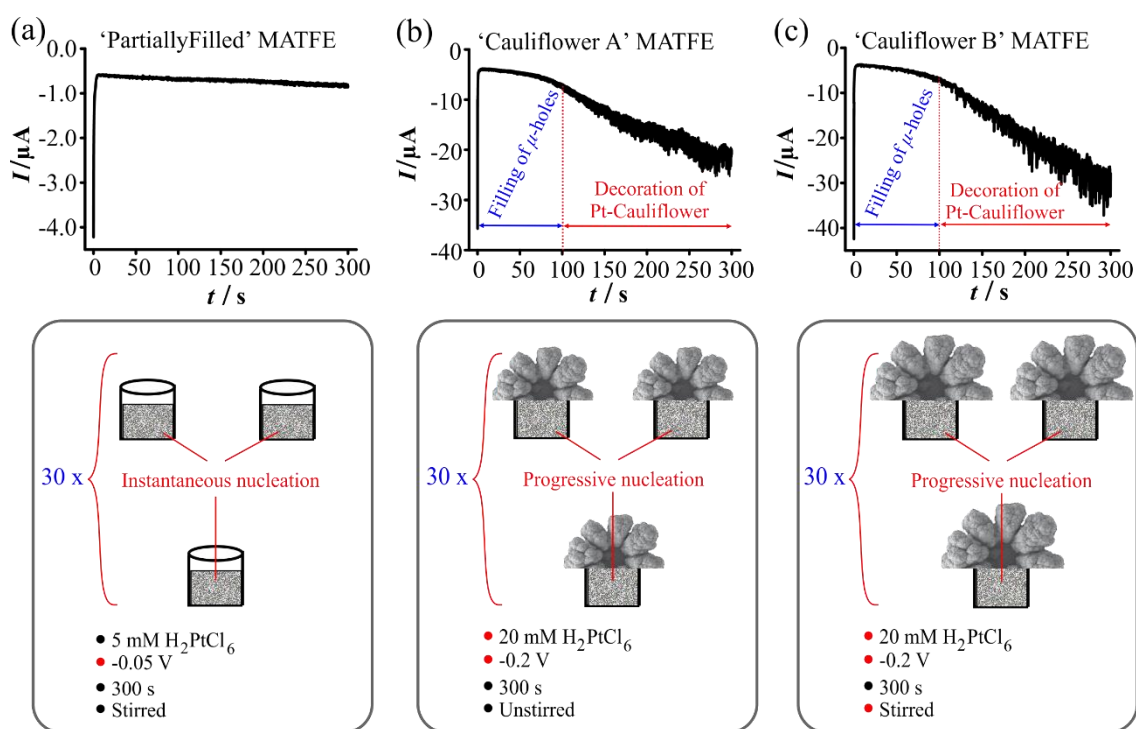 (a)
'PartiallyFilled' MATFE
0.0
-1.0
-2.0
-3.0
-4.0
I/µA
0 50 100 150 200 250 300
t / s
(b)
'Cauliflower A' MATFE
0
-10
-20
-30
-40
I/µA
Filling of µ-holes
Decoration of
Pt-Cauliflower
0 50 100 150 200 250 300
t / s
(c)
'Cauliflower B' MATFE
0
-10
-20
-30
-40
I/µA
Filling of µ-holes
Decoration of
Pt-Cauliflower
0 50 100 150 200 250 300
t / s
30 x
Instantaneous nucleation
● 5 mM H₂PtCl₆
● -0.05 V
● 300 s
● Stirred
30 x
Progressive nucleation
● 20 mM H₂PtCl₆
● -0.2 V
● 300 s
● Unstirred
30 x
Progressive nucleation
● 20 mM H₂PtCl₆
● -0.2 V
● 300 s
● Stirred